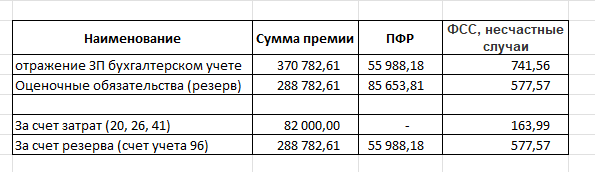 Наименование Сумма премии ПФР ФСС, несчастные
случаи
отражение ЗП бухгалтерском учете 370 782,61 55 988,18 741,56
Оценочные обязательства (резерв) 288 782,61 85 653,81 577,57
За счет затрат (20, 26, 41) 82 000,00 - 163,99
За счет резерва (счет учета 96) 288 782,61 55 988,18 577,57